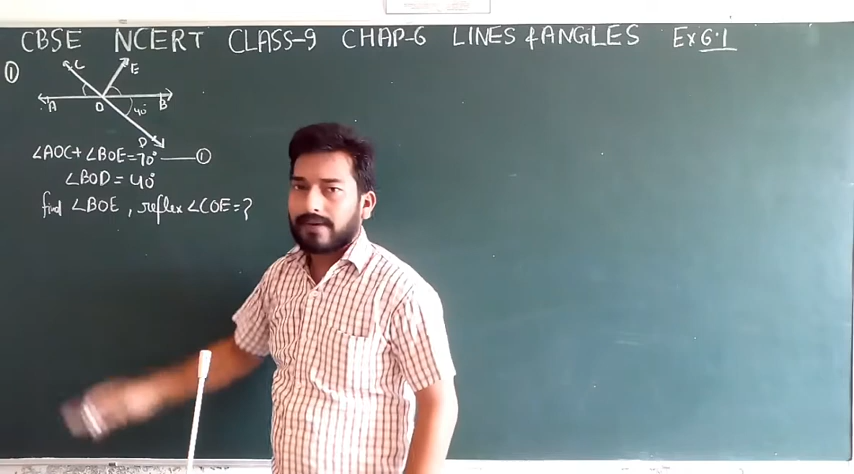 CBSE NCERT CLASS-9 CHAP-6 LINES & ANGLES Ex 6.1
①
C
E
A
O
B
40°
D
∠AOC+ ∠BOE=70° ——①
∠BOD = 40°
find ∠BOE, reflex ∠COE=?